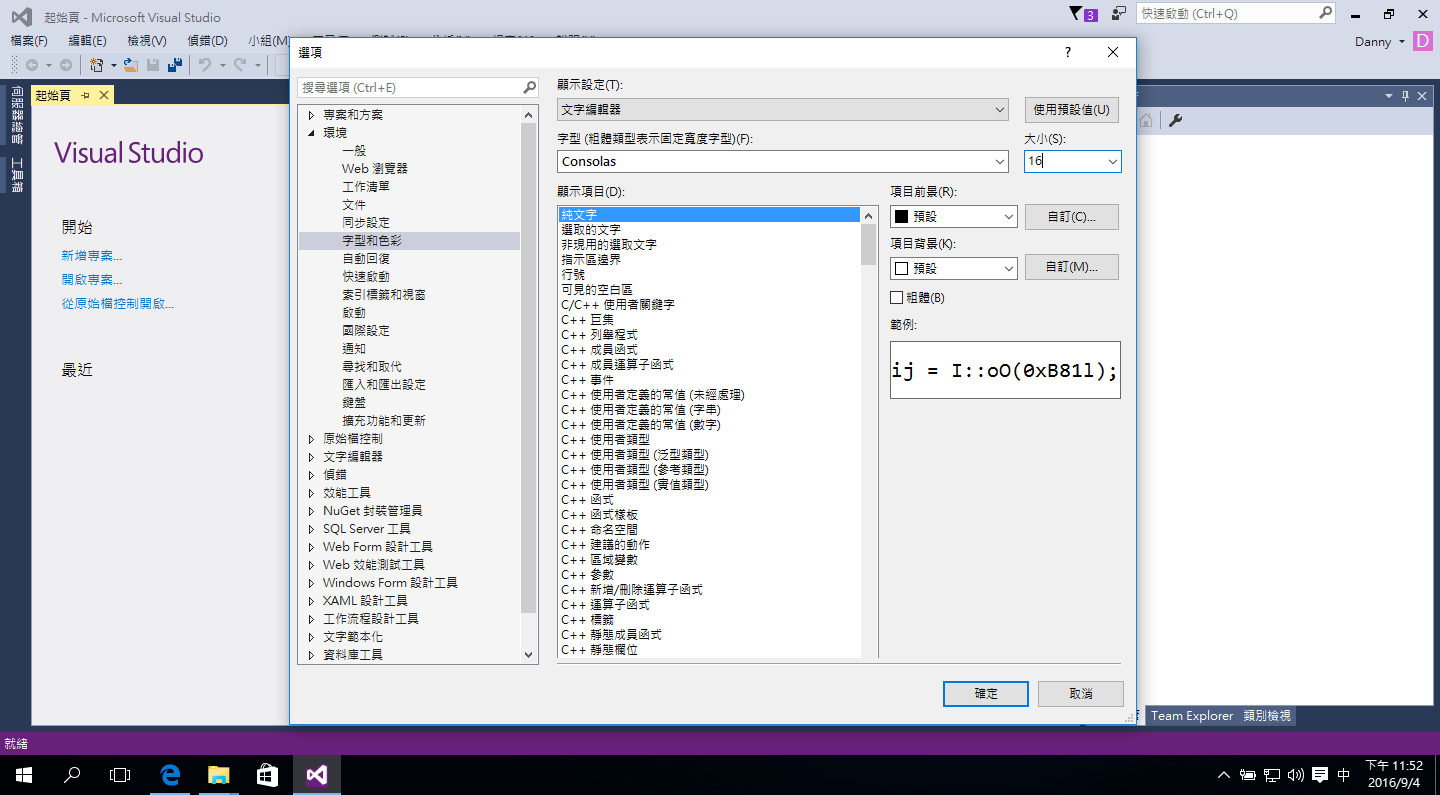 起始頁 - Microsoft Visual Studio
3
快速啟動 (Ctrl+Q)
檔案(F) 編輯(E) 檢視(V) 偵錯(D) 小組(M)
Danny D
伺服器總管
工具箱
起始頁
Visual Studio
開始
新增專案...
開啟專案...
從原始檔控制開啟...
最近
選項
?
搜尋選項 (Ctrl+E)
專案和方案
環境
一般
Web 瀏覽器
工作清單
文件
同步設定
字型和色彩
自動回復
快速啟動
索引標籤和視窗
啟動
國際設定
通知
尋找和取代
匯入和匯出設定
鍵盤
擴充功能和更新
原始檔控制
文字編輯器
偵錯
效能工具
NuGet 封裝管理員
SQL Server 工具
Web Form 設計工具
Web 效能測試工具
Windows Form 設計工具
XAML 設計工具
工作流程設計工具
文字範本化
資料庫工具
顯示設定(T):
文字編輯器
使用預設值(U)
字型 (粗體類型表示固定寬度字型)(F):
大小(S):
Consolas
16
顯示項目(D):
純文字
選取的文字
非現用的選取文字
指示區邊界
行號
可見的空白區
C/C++ 使用者關鍵字
C++ 巨集
C++ 列舉程式
C++ 成員函式
C++ 成員運算子函式
C++ 事件
C++ 使用者定義的常值 (未經處理)
C++ 使用者定義的常值 (字串)
C++ 使用者定義的常值 (數字)
C++ 使用者類型
C++ 使用者類型 (泛型類型)
C++ 使用者類型 (參考類型)
C++ 使用者類型 (實值類型)
C++ 函式
C++ 函式樣板
C++ 命名空間
C++ 建議的動作
C++ 區域變數
C++ 參數
C++ 新增/刪除運算子函式
C++ 運算子函式
C++ 標籤
C++ 靜態成員函式
C++ 靜態欄位
項目前景(R):
預設
自訂(C)...
項目背景(K):
預設
自訂(M)...
粗體(B)
範例:
ij = I::oO(0xB81l);
確定
取消
Team Explorer 類別檢視
就緒
中
下午 11:52
2016/9/4